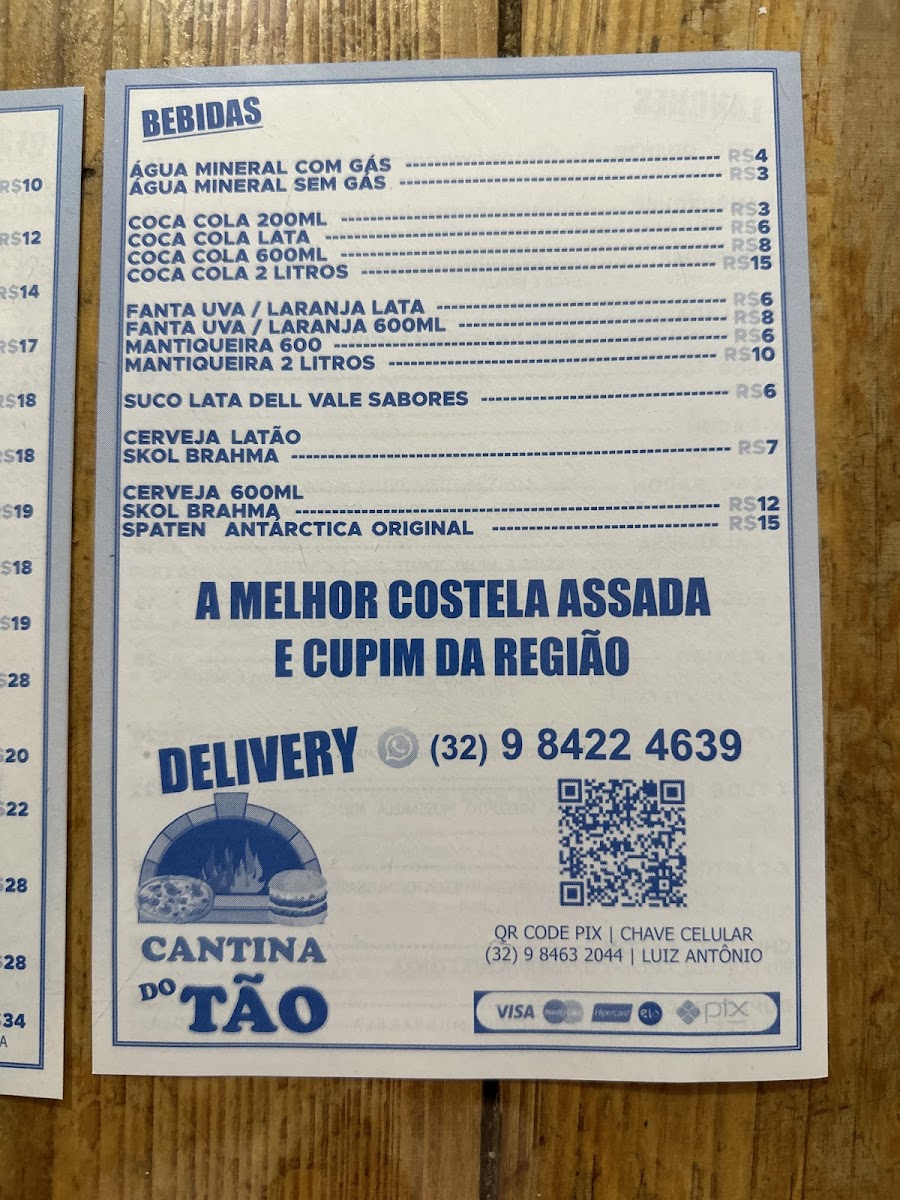 R$10
R$12
R$14
R$17
R$18
R$18
R$19
$18
$19
$28
$20
$22
$28
$28
$34
A
BEBIDAS
ÁGUA MINERAL COM GÁS R$4
ÁGUA MINERAL SEM GÁS R$3
COCA COLA 200ML R$3
COCA COLA LATA R$6
COCA COLA 600ML R$8
COCA COLA 2 LITROS R$15
FANTA UVA / LARANJA LATA R$6
FANTA UVA / LARANJA 600ML R$8
MANTIQUEIRA 600 R$6
MANTIQUEIRA 2 LITROS R$10
SUCO LATA DELL VALE SABORES R$6
CERVEJA LATÃO
SKOL BRAHMA R$7
CERVEJA 600ML
SKOL BRAHMA R$12
SPATEN ANTÁRCTICA ORIGINAL R$15
A MELHOR COSTELA ASSADA
E CUPIM DA REGIÃO
DELIVERY (32) 9 8422 4639
CANTINA
DO TÃO
QR CODE PIX | CHAVE CELULAR
(32) 9 8463 2044 | LUIZ ANTÔNIO
VISA MasterCard Hipercard elo pix